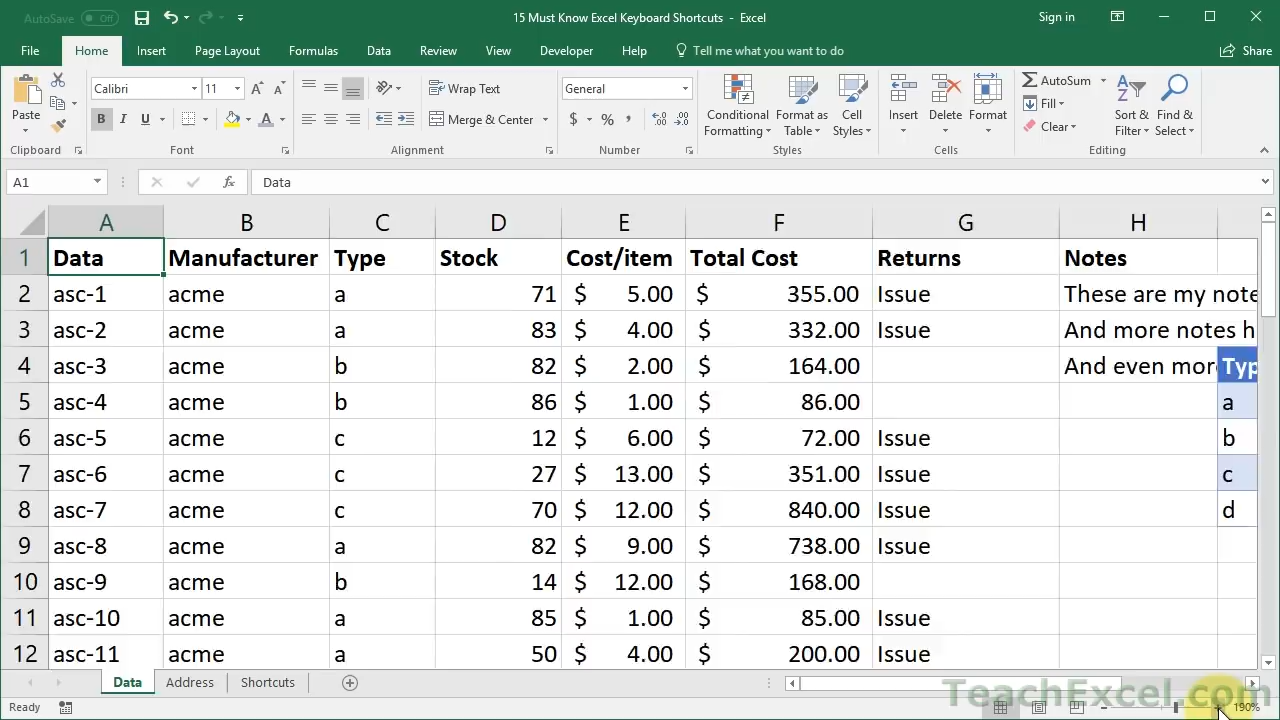 AutoSave Off 15 Must Know Excel Keyboard Shortcuts - Excel Sign in
File Home Insert Page Layout Formulas Data Review View Developer Help Tell me what you want to do Share
Paste Calibri 11 B I U A A A Wrap Text Merge & Center General $ % , Conditional Formatting Format as Table Cell Styles Insert Delete Format AutoSum Fill Clear Sort & Filter Find & Select
Clipboard Font Alignment Number Styles Cells Editing
A1 fx Data
A B C D E F G H
1 Data Manufacturer Type Stock Cost/item Total Cost Returns Notes
2 asc-1 acme a 71 $ 5.00 $ 355.00 Issue These are my note
3 asc-2 acme a 83 $ 4.00 $ 332.00 Issue And more notes h
4 asc-3 acme b 82 $ 2.00 $ 164.00 And even mor Typ
5 asc-4 acme b 86 $ 1.00 $ 86.00 a
6 asc-5 acme c 12 $ 6.00 $ 72.00 Issue b
7 asc-6 acme c 27 $ 13.00 $ 351.00 Issue c
8 asc-7 acme c 70 $ 12.00 $ 840.00 Issue d
9 asc-8 acme a 82 $ 9.00 $ 738.00 Issue
10 asc-9 acme b 14 $ 12.00 $ 168.00
11 asc-10 acme a 85 $ 1.00 $ 85.00 Issue
12 asc-11 acme a 50 $ 4.00 $ 200.00 Issue
Data Address Shortcuts
TeachExcel.com
Ready 190%